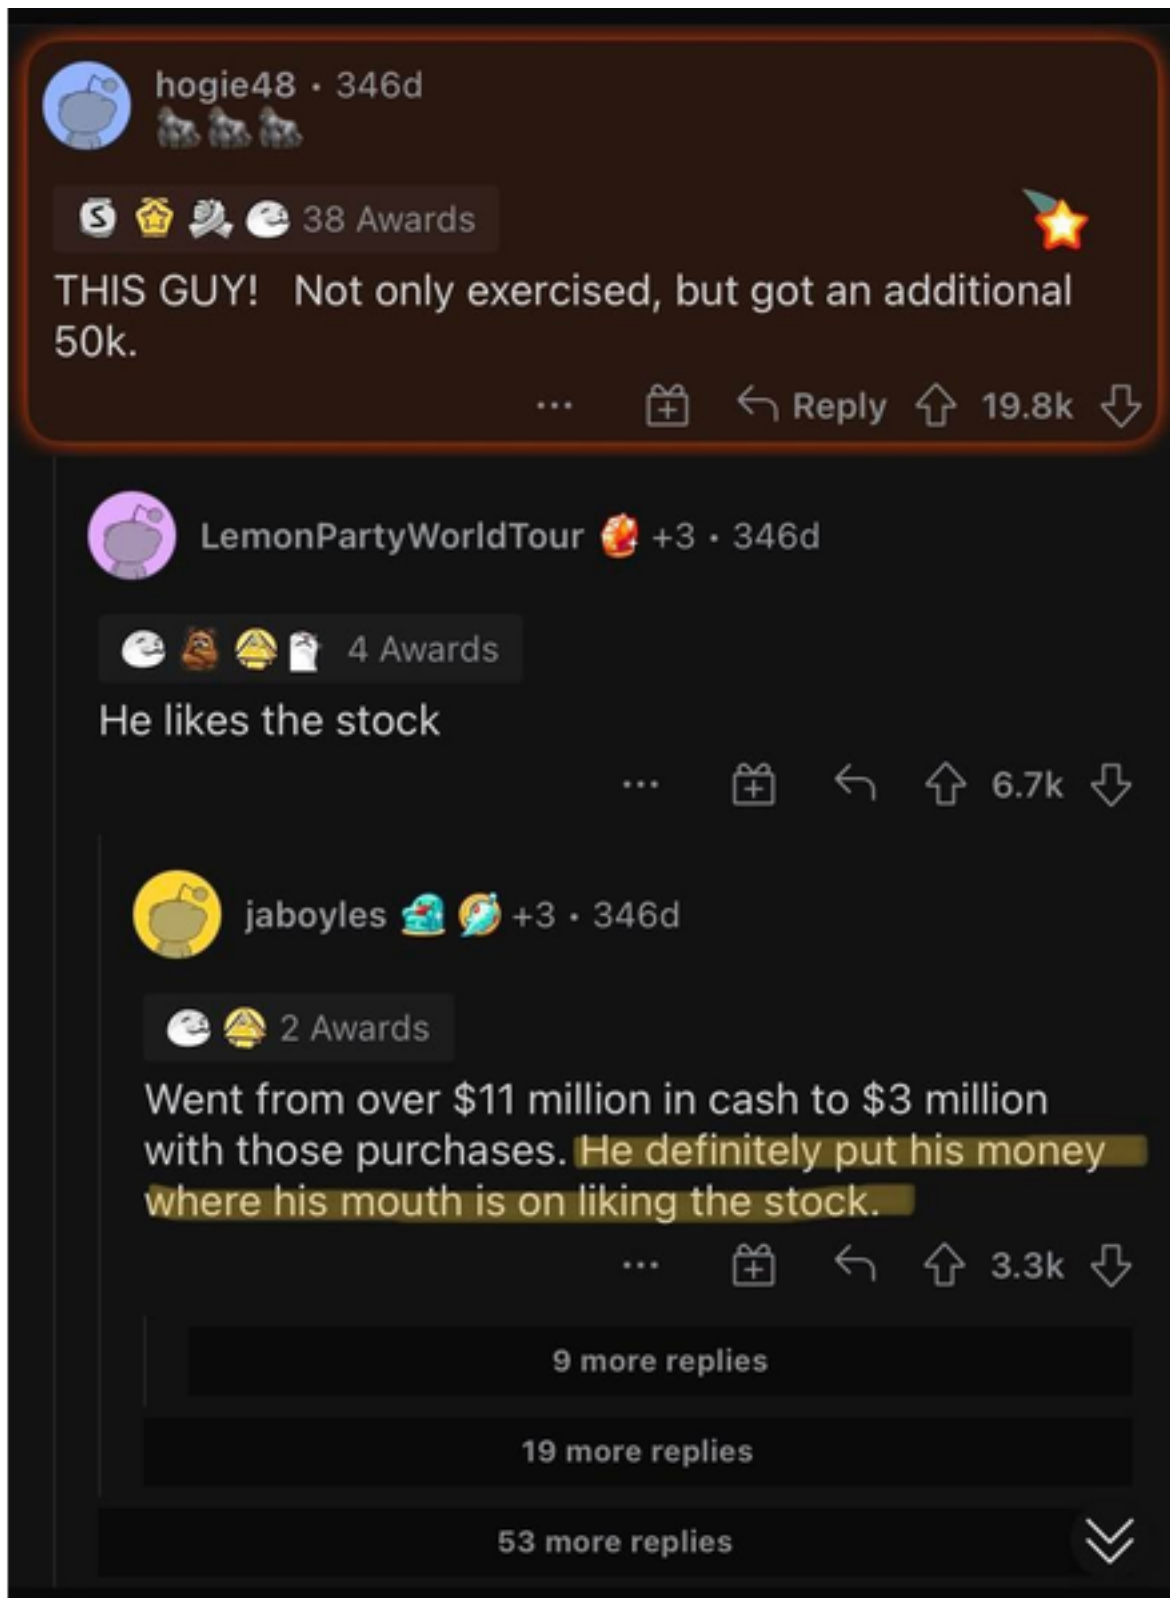 hogie48 • 346d
🦍🦍🦍
38 Awards
THIS GUY! Not only exercised, but got an additional
50k.
Reply 19.8k
LemonPartyWorldTour +3 • 346d
4 Awards
He likes the stock
6.7k
jaboyles +3 • 346d
2 Awards
Went from over $11 million in cash to $3 million
with those purchases. He definitely put his money
where his mouth is on liking the stock.
3.3k
9 more replies
19 more replies
53 more replies